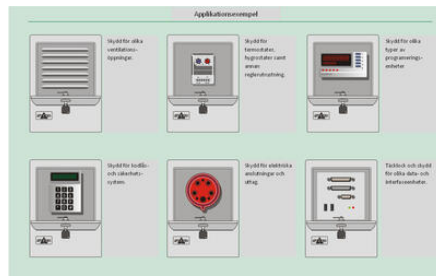 Applikationsexempel
Skydd för olika
ventilations-
öppningar.
Skydd för
termostater,
hygrostater samt
annan
reglerutrustning.
Skydd för olika
typer av
programerings-
enheter
Skydd för kodlås-
och säkerhets-
system.
Skydd för elektriska
anslutningar och
uttag.
Täcklock och skydd
för olika data- och
interfaceenheter.